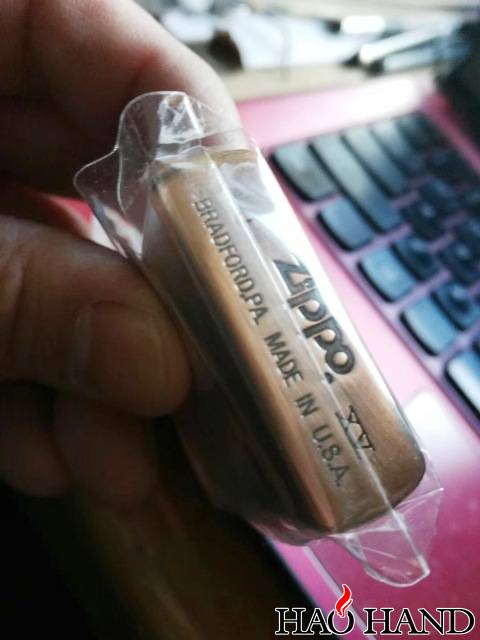 Zippo XV
BRADFORD,PA. MADE IN U.S.A.
HAO HAND